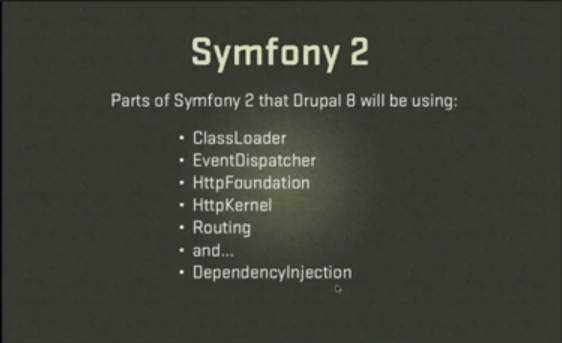 Symfony 2
Parts of Symfony 2 that Drupal 8 will be using:
• ClassLoader
• EventDispatcher
• HttpFoundation
• HttpKernel
• Routing
• and...
• DependencyInjection